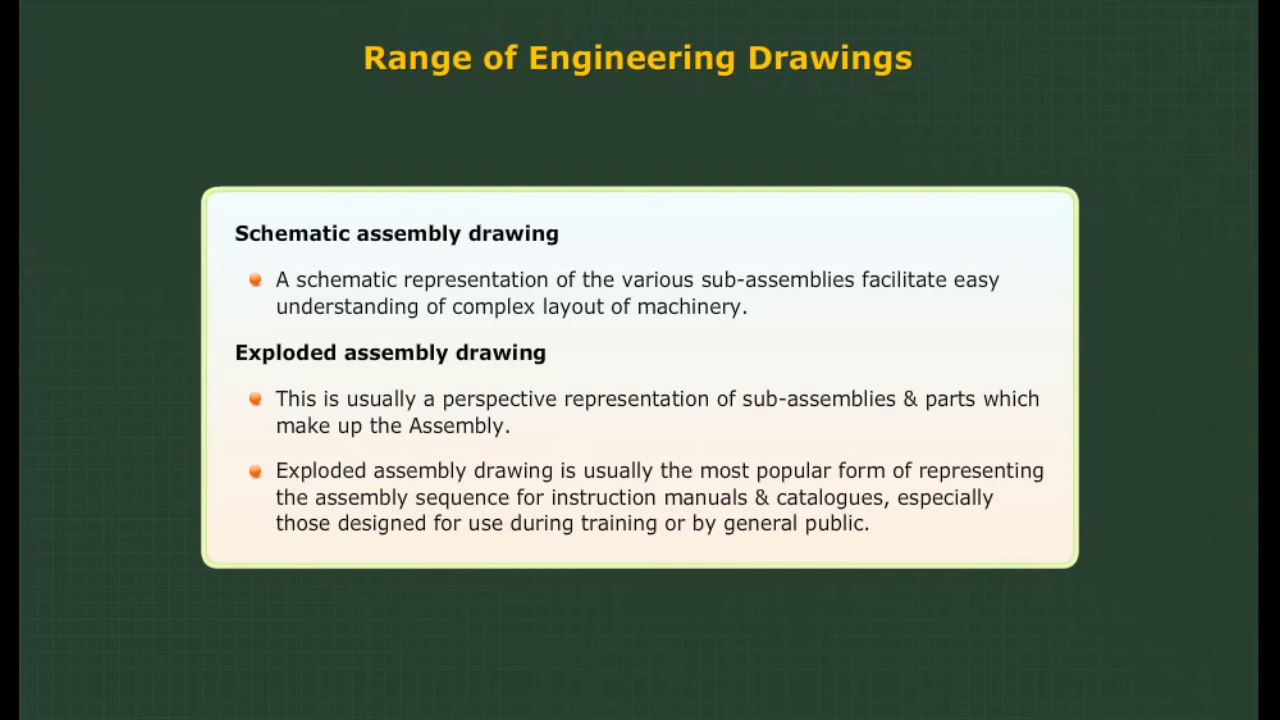 Range of Engineering Drawings
Schematic assembly drawing
A schematic representation of the various sub-assemblies facilitate easy
understanding of complex layout of machinery.
Exploded assembly drawing
This is usually a perspective representation of sub-assemblies & parts which
make up the Assembly.
Exploded assembly drawing is usually the most popular form of representing
the assembly sequence for instruction manuals & catalogues, especially
those designed for use during training or by general public.